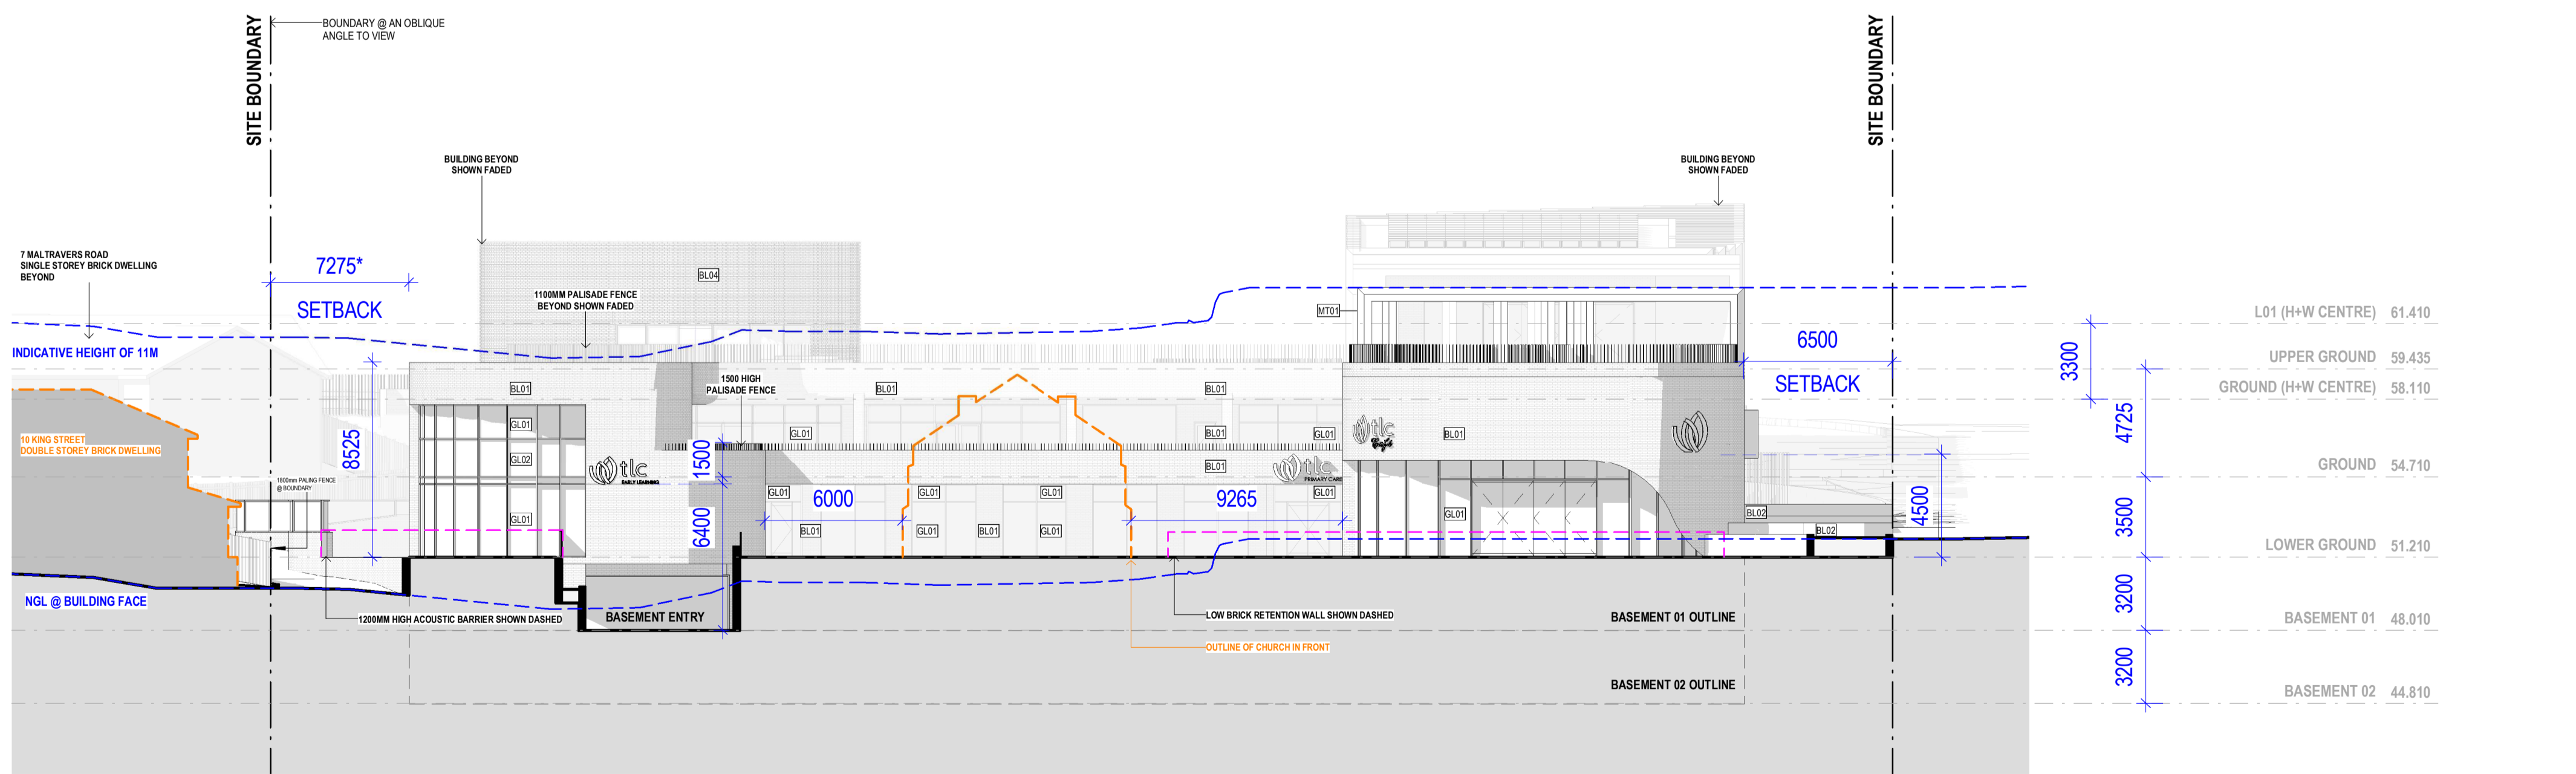 SITE BOUNDARY
BOUNDARY @ AN OBLIQUE
ANGLE TO VIEW
SITE BOUNDARY
BUILDING BEYOND
SHOWN FADED
BUILDING BEYOND
SHOWN FADED
7 MALTRAVERS ROAD
SINGLE STOREY BRICK DWELLING
BEYOND
7275*
SETBACK
BL04
1100MM PALISADE FENCE
BEYOND SHOWN FADED
MT01
INDICATIVE HEIGHT OF 11M
6500
SETBACK
3300
L01 (H+W CENTRE) 61.410
UPPER GROUND 59.435
GROUND (H+W CENTRE) 58.110
BL01
1500 HIGH
PALISADE FENCE
BL01
BL01
GL01
GL01
BL01
GL01
10 KING STREET
DOUBLE STOREY BRICK DWELLING
8525
GL02
1500
BL01
tlc
EARLY LEARNING
tlc
PRIMARY CARE
tlc
Café
BL01
4725
GROUND 54.710
1800mm PALING FENCE
@ BOUNDARY
GL01
6400
GL01
6000
GL01
GL01
9265
GL01
BL01
GL01
BL01
GL01
GL01
BL02
BL02
4500
3500
LOWER GROUND 51.210
NGL @ BUILDING FACE
1200MM HIGH ACOUSTIC BARRIER SHOWN DASHED
BASEMENT ENTRY
LOW BRICK RETENTION WALL SHOWN DASHED
BASEMENT 01 OUTLINE
3200
BASEMENT 01 48.010
OUTLINE OF CHURCH IN FRONT
BASEMENT 02 OUTLINE
3200
BASEMENT 02 44.810